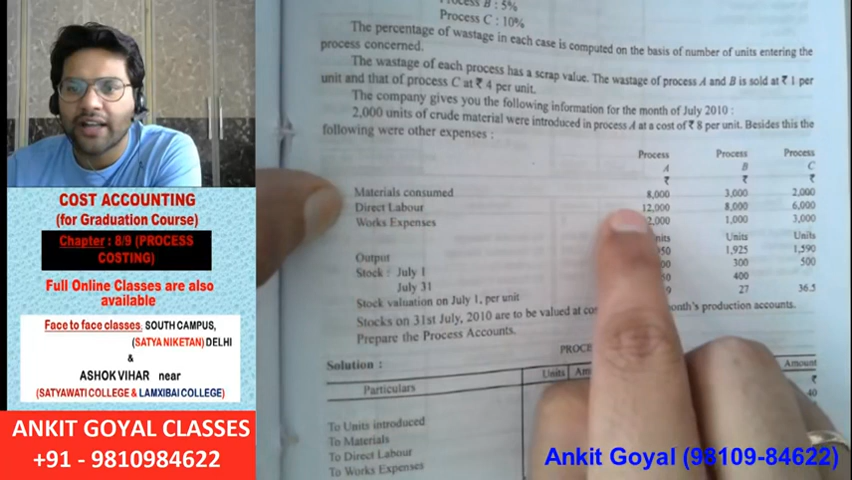 Process B : 5%
Process C : 10%
The percentage of wastage in each case is computed on the basis of number of units entering the
process concerned.
The wastage of each process has a scrap value. The wastage of process A and B is sold at ₹ 1 per
unit and that of process C at ₹ 4 per unit.
The company gives you the following information for the month of July 2010 :
2,000 units of crude material were introduced in process A at a cost of ₹ 8 per unit. Besides this the
following were other expenses :
Process Process Process
A B C
₹ ₹ ₹
Materials consumed 8,000 3,000 2,000
Direct Labour 12,000 8,000 6,000
Works Expenses 2,000 1,000 3,000
Units Units
Output 1,925 1,590
Stock : July 1 300 500
July 31 400
Stock valuation on July 1, per unit 27 36.5
Stocks on 31st July, 2010 are to be valued at month's production accounts.
Prepare the Process Accounts.
Solution :
Particulars Units Amount
₹
To Units introduced
To Materials
To Direct Labour
To Works Expenses
COST ACCOUNTING
(for Graduation Course)
Chapter : 8/9 (PROCESS
COSTING)
Full Online Classes are also
available
Face to face classes. SOUTH CAMPUS,
(SATYA NIKETAN) DELHI
&
ASHOK VIHAR near
(SATYAWATI COLLEGE & LAMXIBAI COLLEGE)
ANKIT GOYAL CLASSES
+91 - 9810984622
Ankit Goyal (98109-84622)